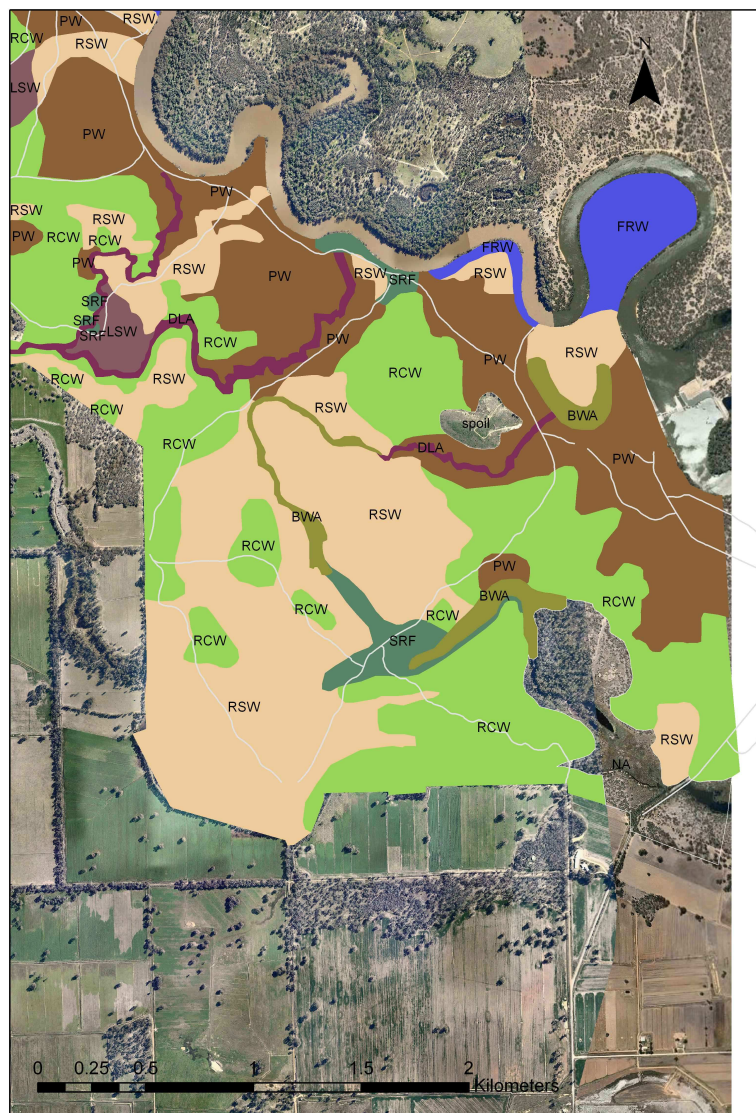 PW
RSW
RCW
N
LSW
PW
PW
RSW
RSW
FRW
RCW
RCW
PW
FRW
RSW
PW
PW
RSW
RSW
SRF
SRF
SRF
DLA
LSW
SRF
PW
RCW
RSW
PW
RCW
RSW
RCW
RSW
RCW
BWA
spoil
RCW
DLA
PW
RSW
BWA
RCW
PW
BWA
RCW
RCW
RCW
RCW
SRF
RSW
RCW
RSW
NA
0 0.25 0.5 1 1.5 2
Kilometers